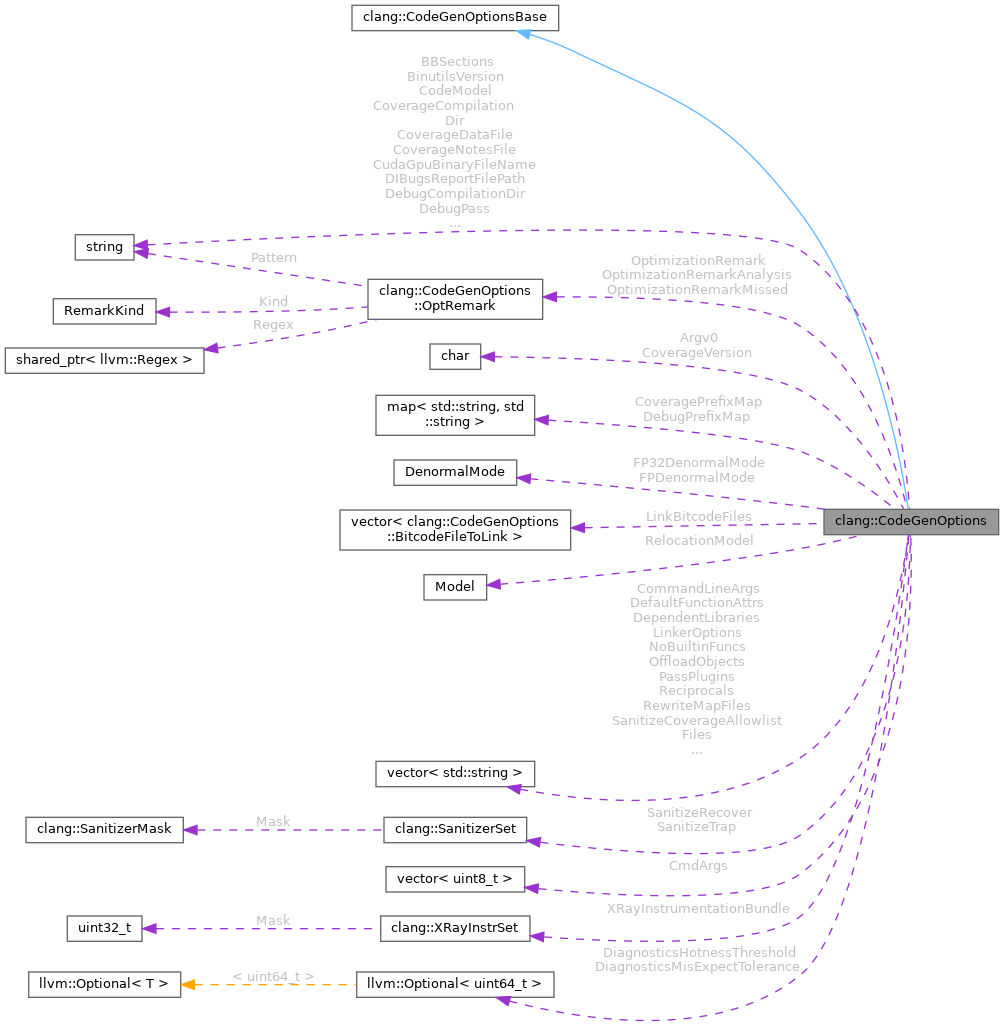 clang::CodeGenOptionsBase
BBSections
BinutilsVersion
CodeModel
CoverageCompilation
Dir
CoverageDataFile
CoverageNotesFile
CudaGpuBinaryFileName
DIBugsReportFilePath
DebugCompilationDir
DebugPass
...
string
Pattern
OptimizationRemark
OptimizationRemarkAnalysis
OptimizationRemarkMissed
clang::CodeGenOptions
::OptRemark
RemarkKind
Kind
Regex
shared_ptr< llvm::Regex >
char
Argv0
CoverageVersion
map< std::string, std
::string >
CoveragePrefixMap
DebugPrefixMap
DenormalMode
FP32DenormalMode
FPDenormalMode
vector< clang::CodeGenOptions
::BitcodeFileToLink >
LinkBitcodeFiles
clang::CodeGenOptions
RelocationModel
Model
CommandLineArgs
DefaultFunctionAttrs
DependentLibraries
LinkerOptions
NoBuiltinFuncs
OffloadObjects
PassPlugins
Reciprocals
RewriteMapFiles
SanitizeCoverageAllowlist
Files
...
vector< std::string >
clang::SanitizerMask
Mask
clang::SanitizerSet
SanitizeRecover
SanitizeTrap
vector< uint8_t >
CmdArgs
uint32_t
Mask
clang::XRayInstrSet
XRayInstrumentationBundle
llvm::Optional< T >
< uint64_t >
llvm::Optional< uint64_t >
DiagnosticsHotnessThreshold
DiagnosticsMisExpectTolerance